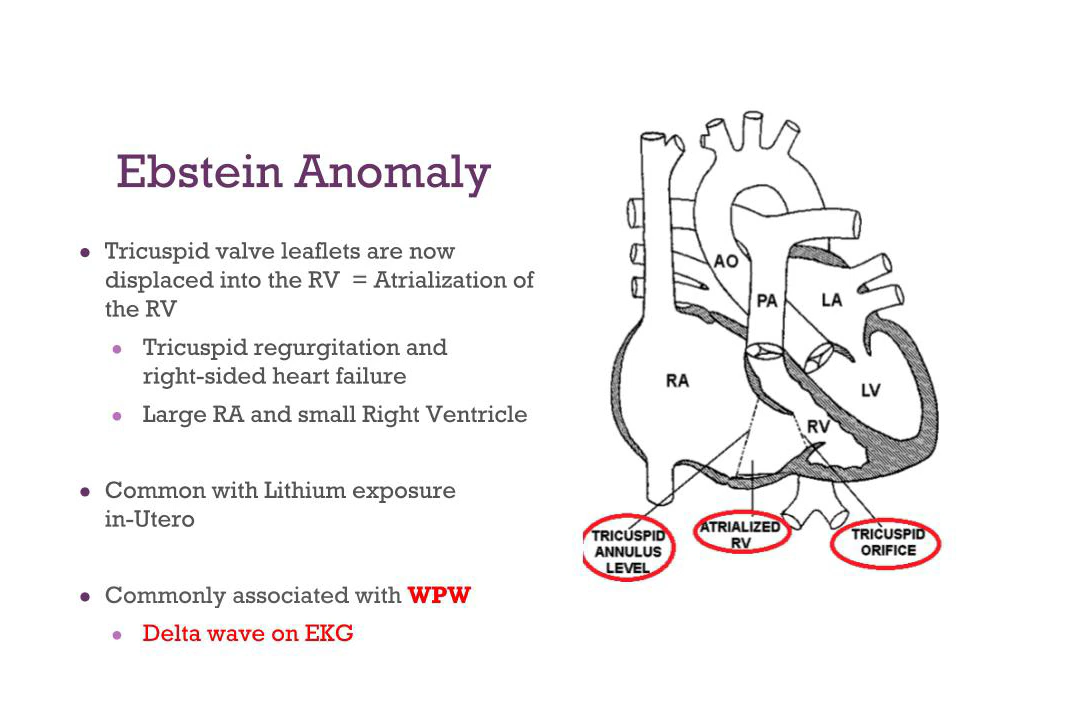 Ebstein Anomaly
● Tricuspid valve leaflets are now
displaced into the RV = Atrialization of
the RV
● Tricuspid regurgitation and
right-sided heart failure
● Large RA and small Right Ventricle
● Common with Lithium exposure
in-Utero
● Commonly associated with WPW
● Delta wave on EKG
AO
PA
LA
RA
LV
RV
TRICUSPID
ANNULUS
LEVEL
ATRIALIZED
RV
TRICUSPID
ORIFICE